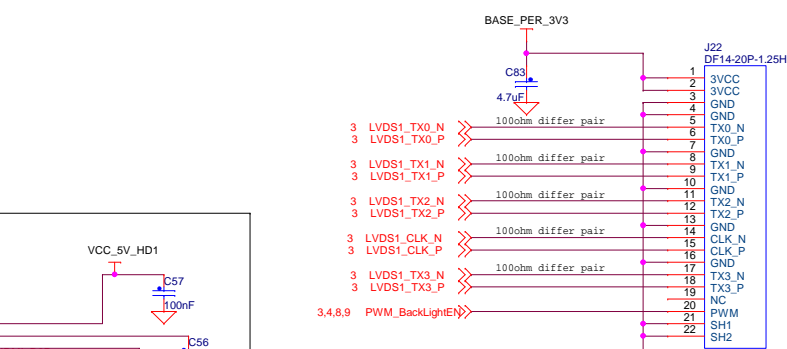 BASE_PER_3V3
J22
DF14-20P-1.25H
C83
4.7uF
1 3VCC
2 3VCC
3 GND
4 GND
3 LVDS1_TX0_N 100ohm differ pair 5 TX0_N
3 LVDS1_TX0_P 6 TX0_P
7 GND
3 LVDS1_TX1_N 100ohm differ pair 8 TX1_N
3 LVDS1_TX1_P 9 TX1_P
10 GND
3 LVDS1_TX2_N 100ohm differ pair 11 TX2_N
3 LVDS1_TX2_P 12 TX2_P
13 GND
3 LVDS1_CLK_N 100ohm differ pair 14 CLK_N
3 LVDS1_CLK_P 15 CLK_P
16 GND
3 LVDS1_TX3_N 100ohm differ pair 17 TX3_N
3 LVDS1_TX3_P 18 TX3_P
19 NC
3,4,8,9 PWM_BackLightEN 20 PWM
21 SH1
22 SH2
VCC_5V_HD1
C57
100nF
C56